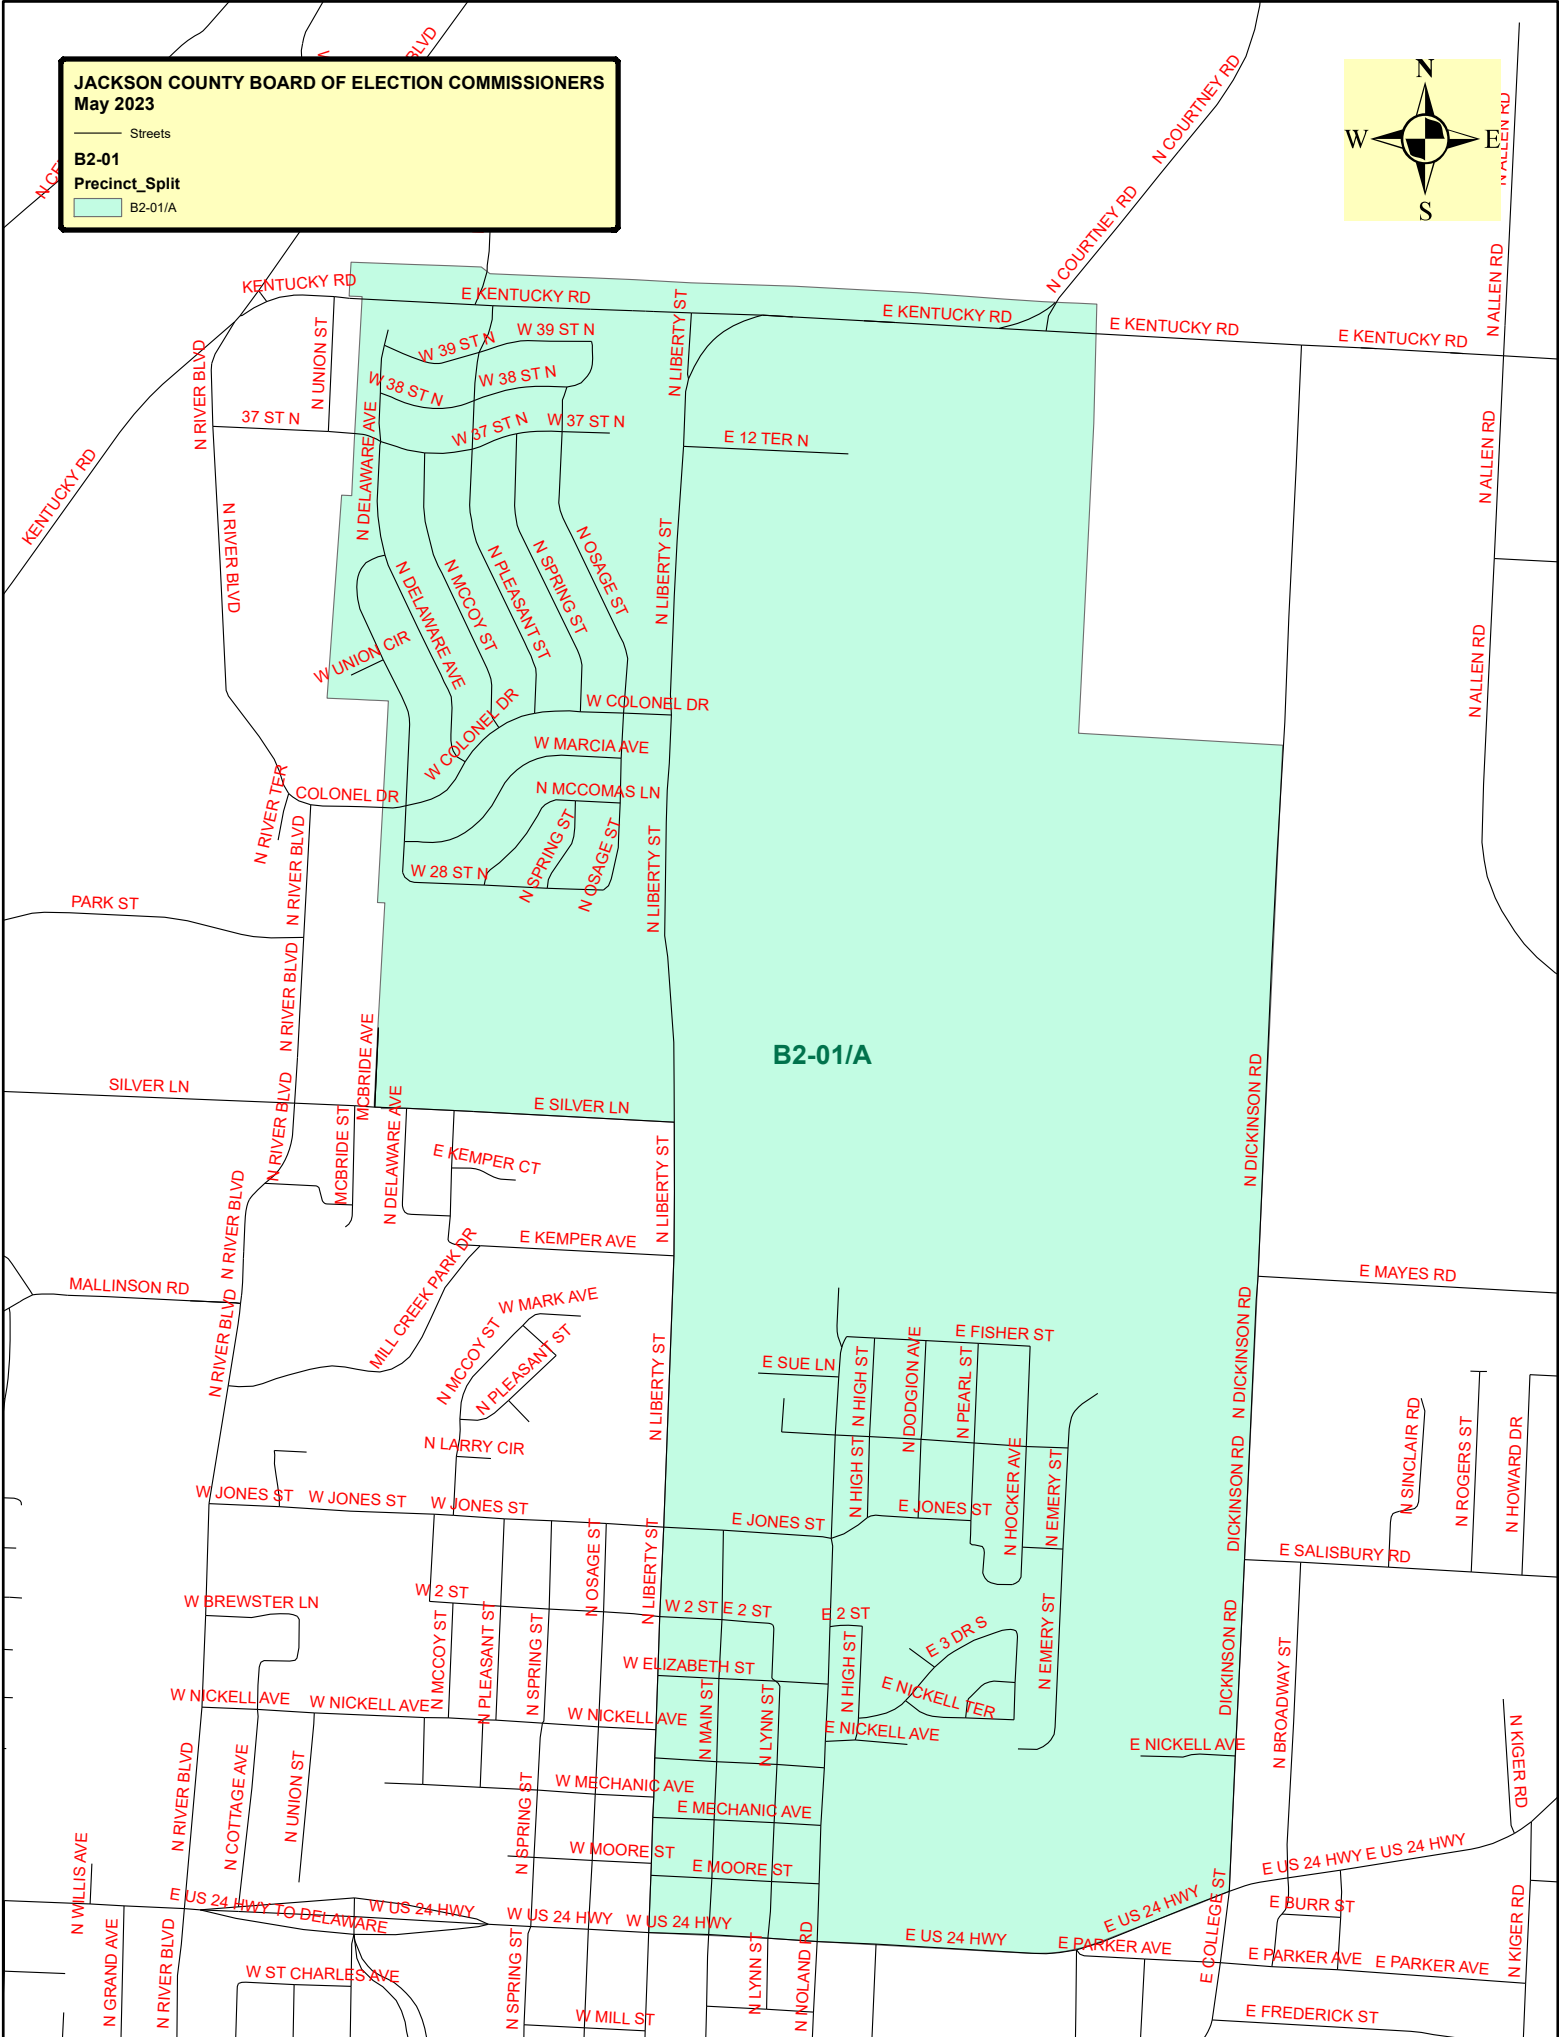 JACKSON COUNTY BOARD OF ELECTION COMMISSIONERS
May 2023
Streets
B2-01
Precinct_Split
B2-01/A
N
W
E
S
BLVD
N COURTNEY RD
N COURTNEY RD
N ALLEN RD
N ALLEN RD
KENTUCKY RD
E KENTUCKY RD
E KENTUCKY RD
E KENTUCKY RD
E KENTUCKY RD
N LIBERTY ST
N UNION ST
N RIVER BLVD
W 39 ST N
W 39 ST N
W 38 ST N
W 38 ST N
37 ST N
W 37 ST N
W 37 ST N
E 12 TER N
N DELAWARE AVE
N ALLEN RD
KENTUCKY RD
N RIVER BLVD
N LIBERTY ST
N OSAGE ST
N SPRING ST
N PLEASANT ST
N MCCOY ST
N DELAWARE AVE
W UNION CIR
N ALLEN RD
W COLONEL DR
W COLONEL DR
W MARCIA AVE
N RIVER TER
COLONEL DR
N MCCOMAS LN
N RIVER BLVD
N SPRING ST
N OSAGE ST
W 28 ST N
N LIBERTY ST
PARK ST
N RIVER BLVD
MCBRIDE AVE
B2-01/A
SILVER LN
E SILVER LN
N RIVER BLVD
MCBRIDE ST
N DELAWARE AVE
N DICKINSON RD
E KEMPER CT
N LIBERTY ST
N RIVER BLVD
E KEMPER AVE
MILL CREEK PARK DR
MALLINSON RD
E MAYES RD
N RIVER BLVD
W MARK AVE
N MCCOY ST
N PLEASANT ST
N LIBERTY ST
N DICKINSON RD
E FISHER ST
E SUE LN
N HIGH ST
N DODGION AVE
N PEARL ST
N LARRY CIR
N HIGH ST
N HOCKER AVE
N EMERY ST
DICKINSON RD
N SINCLAIR RD
N ROGERS ST
N HOWARD DR
W JONES ST
W JONES ST
W JONES ST
E JONES ST
E JONES ST
N OSAGE ST
N LIBERTY ST
E SALISBURY RD
W 2 ST
W BREWSTER LN
W 2 ST
E 2 ST
E 2 ST
N MCCOY ST
N PLEASANT ST
N SPRING ST
E 3 DR S
N EMERY ST
DICKINSON RD
N BROADWAY ST
W ELIZABETH ST
N HIGH ST
E NICKELL TER
W NICKELL AVE
W NICKELL AVE
W NICKELL AVE
N MAIN ST
N LYNN ST
E NICKELL AVE
E NICKELL AVE
N KIGER RD
N RIVER BLVD
N COTTAGE AVE
N UNION ST
N SPRING ST
W MECHANIC AVE
E MECHANIC AVE
W MOORE ST
E MOORE ST
N WILLIS AVE
E US 24 HWY
E US 24 HWY
E COLLEGE ST
E US 24 HWY TO DELAWARE
W US 24 HWY
W US 24 HWY
W US 24 HWY
E US 24 HWY
E US 24 HWY
E BURR ST
N KIGER RD
N GRAND AVE
N RIVER BLVD
N SPRING ST
N LYNN ST
N NOLAND RD
E PARKER AVE
E PARKER AVE
E PARKER AVE
W ST CHARLES AVE
W MILL ST
E FREDERICK ST